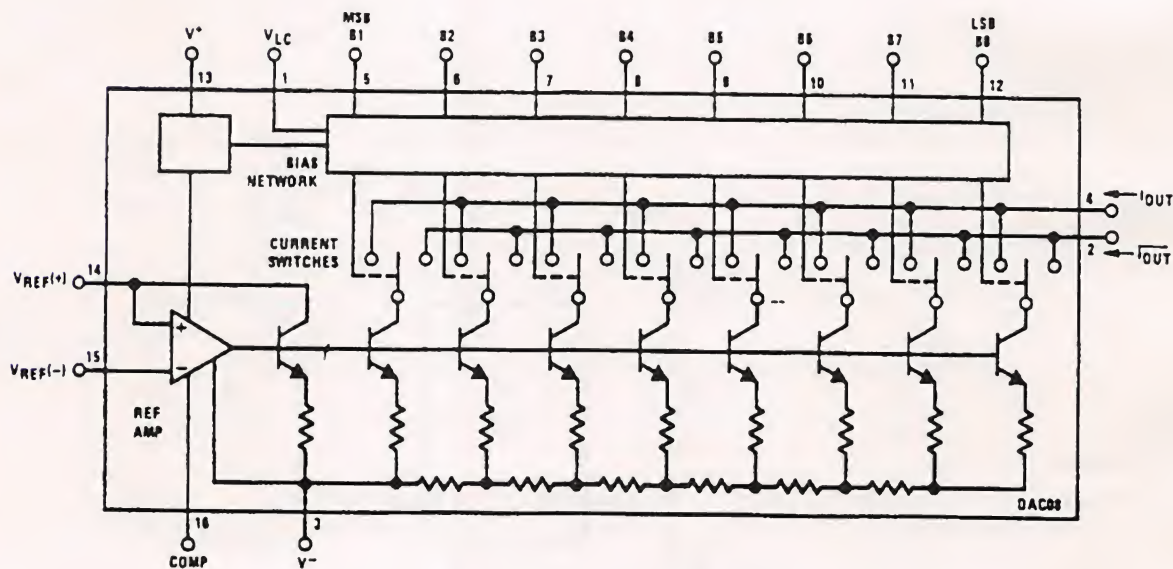 MSB LSB
V+ VLC B1 B2 B3 B4 B5 B6 B7 B8
13 1 5 6 7 8 9 10 11 12
BIAS
NETWORK
4 IOUT
CURRENT
SWITCHES
2 IOUT
VREF(+) 14
+
15
VREF(−) −
REF
AMP
DAC08
16 3
COMP V−